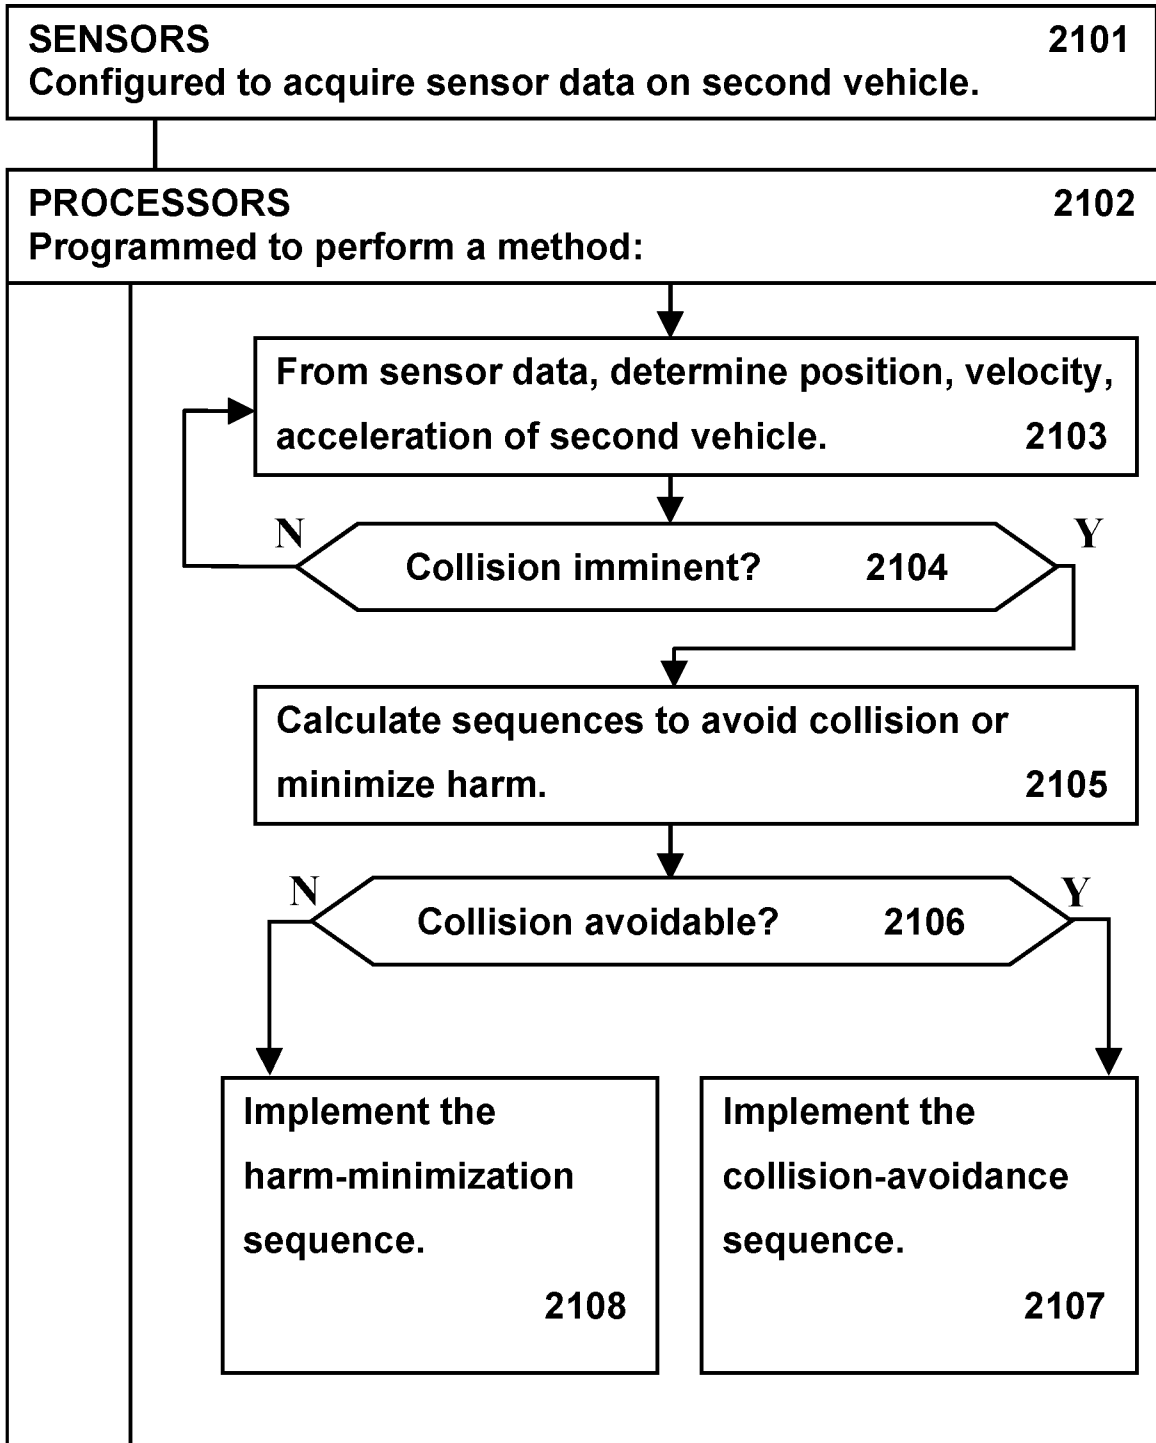 SENSORS 2101
Configured to acquire sensor data on second vehicle.
PROCESSORS 2102
Programmed to perform a method:
From sensor data, determine position, velocity,
acceleration of second vehicle. 2103
N
Y
Collision imminent? 2104
Calculate sequences to avoid collision or
minimize harm. 2105
N
Y
Collision avoidable? 2106
Implement the
harm-minimization
sequence.
2108
Implement the
collision-avoidance
sequence.
2107